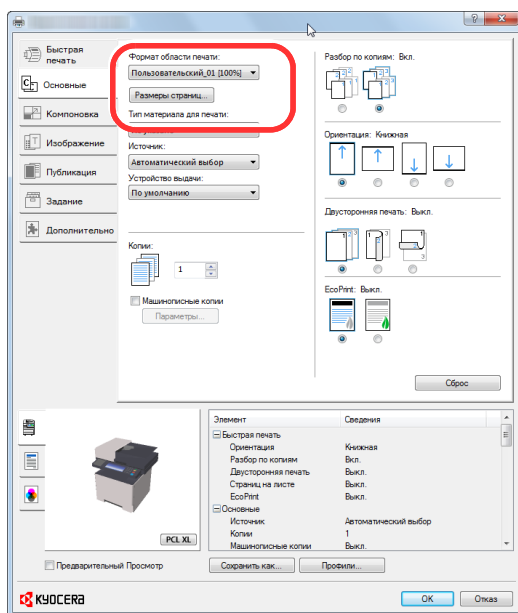 Быстрая
печать
Основные
Компоновка
Изображение
Публикация
Задание
Дополнительно
Формат области печати:
Пользовательский_01 [100%]
Размеры страниц...
Тип материала для печати:
Источник:
Автоматический выбор
Устройство выдачи:
По умолчанию
Копии:
1
Машинописные копии
Параметры...
Разбор по копиям: Вкл.
Ориентация: Книжная
Двусторонняя печать: Выкл.
EcoPrint: Выкл.
Сброс
PCL XL
Элемент Сведения
Быстрая печать
Ориентация Книжная
Разбор по копиям Вкл.
Двусторонняя печать Выкл.
Страниц на листе Выкл.
EcoPrint Выкл.
Основные
Источник Автоматический выбор
Копии 1
Машинописные копии Выкл.
Предварительный Просмотр
Сохранить как... Профили...
KYOCERA
OK Отказ